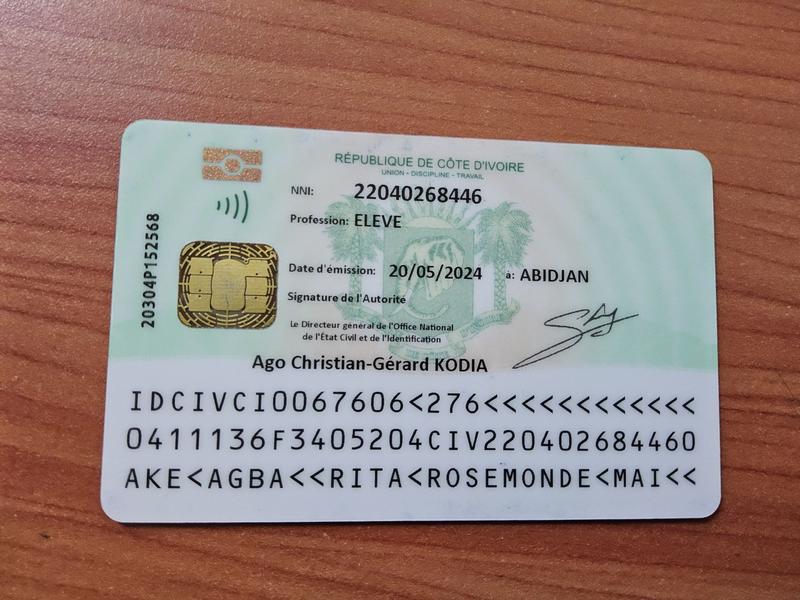 RÉPUBLIQUE DE CÔTE D'IVOIRE
UNION - DISCIPLINE - TRAVAIL
NNI: 22040268446
Profession: ELEVE
20304P152568
Date d'émission: 20/05/2024 à: ABIDJAN
Signature de l'Autorité
Le Directeur général de l'Office National
de l'État Civil et de l'Identification
Ago Christian-Gérard KODIA
IDCIVCI0067606<276<<<<<<<<<<<<
0411136F3405204CIV220402684460
AKE<AGBA<<RITA<ROSEMONDE<MAI<<